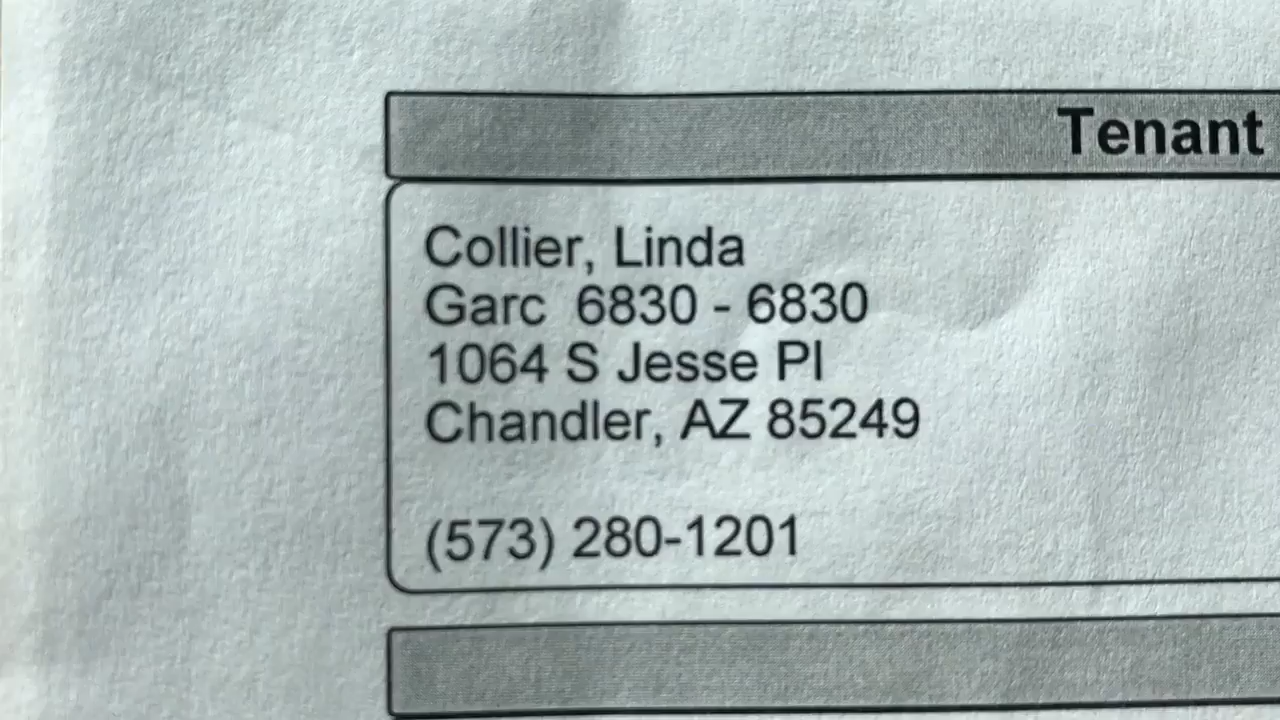 Tenant
Collier, Linda
Garc 6830 - 6830
1064 S Jesse Pl
Chandler, AZ 85249
(573) 280-1201